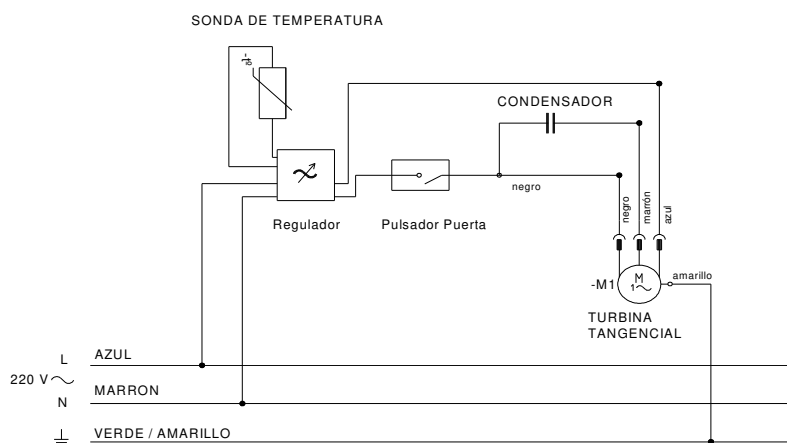 SONDA DE TEMPERATURA
CONDENSADOR
negro
negro
marrón
azul
Regulador
Pulsador Puerta
-M1
M
1
amarillo
TURBINA
TANGENCIAL
L
AZUL
220 V
MARRON
N
VERDE / AMARILLO